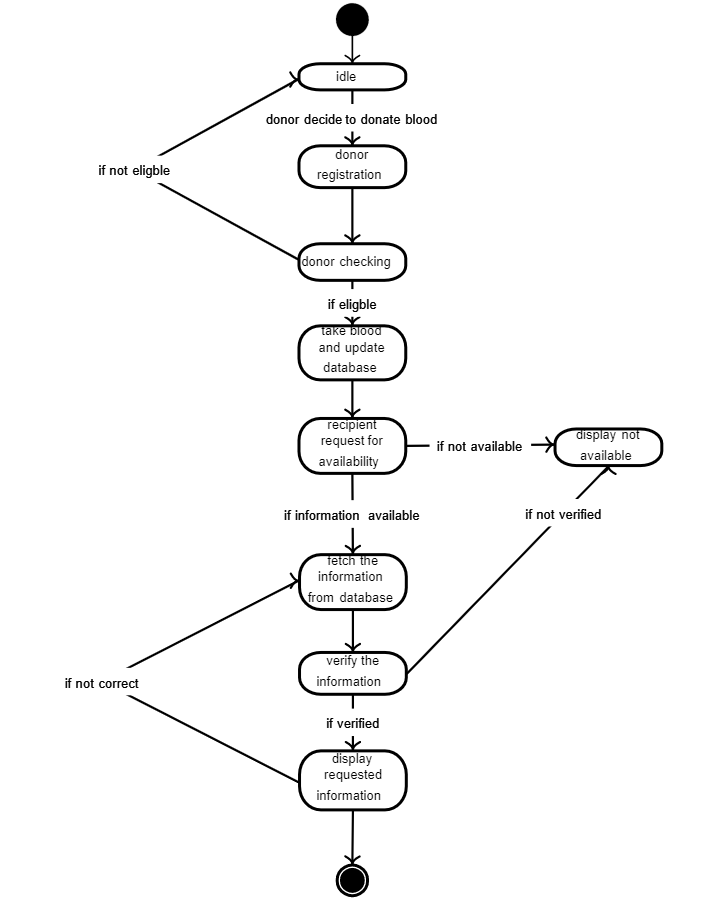 idle
donor decide to donate blood
donor
registration
if not eligble
donor checking
if eligble
take blood
and update
database
recipient
request for
availability
if not available
display not
available
if information available
if not verified
fetch the
information
from database
verify the
information
if not correct
if verified
display
requested
information